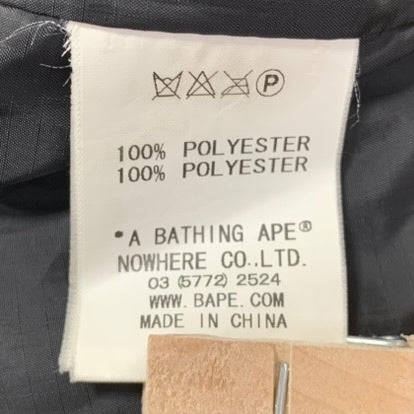 P
100% POLYESTER
100% POLYESTER
*A BATHING APE®
NOWHERE CO.,LTD.
03 (5772) 2524
WWW. BAPE. COM
MADE IN CHINA